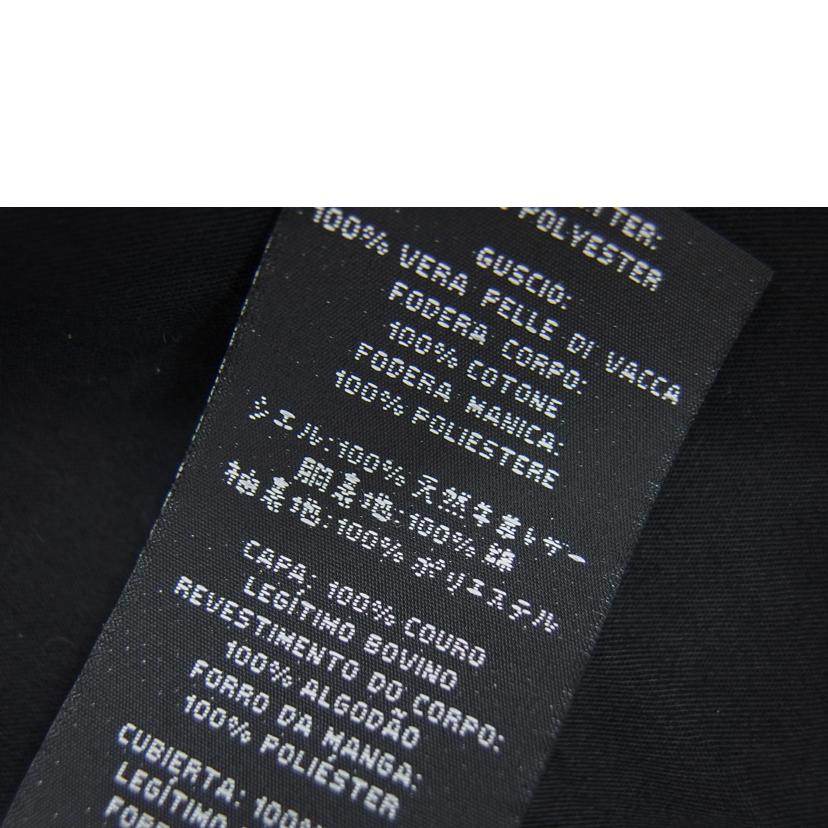 TTER:
POLYESTER
GUSCIO:
100% VERA PELLE DI VACCA
FODERA CORPO:
100% COTONE
FODERA MANICA:
100% POLIESTERE
シエル:100% 天然牛革レザー
胴裏地:100% 綿
袖裏地:100% ポリエステル
CAPA: 100% COURO
LEGÍTIMO BOVINO
REVESTIMENTO DO CORPO:
100% ALGODÃO
FORRO DA MANGA:
100% POLIÉSTER
CUBIERTA: 100%
LEGÍTIMO